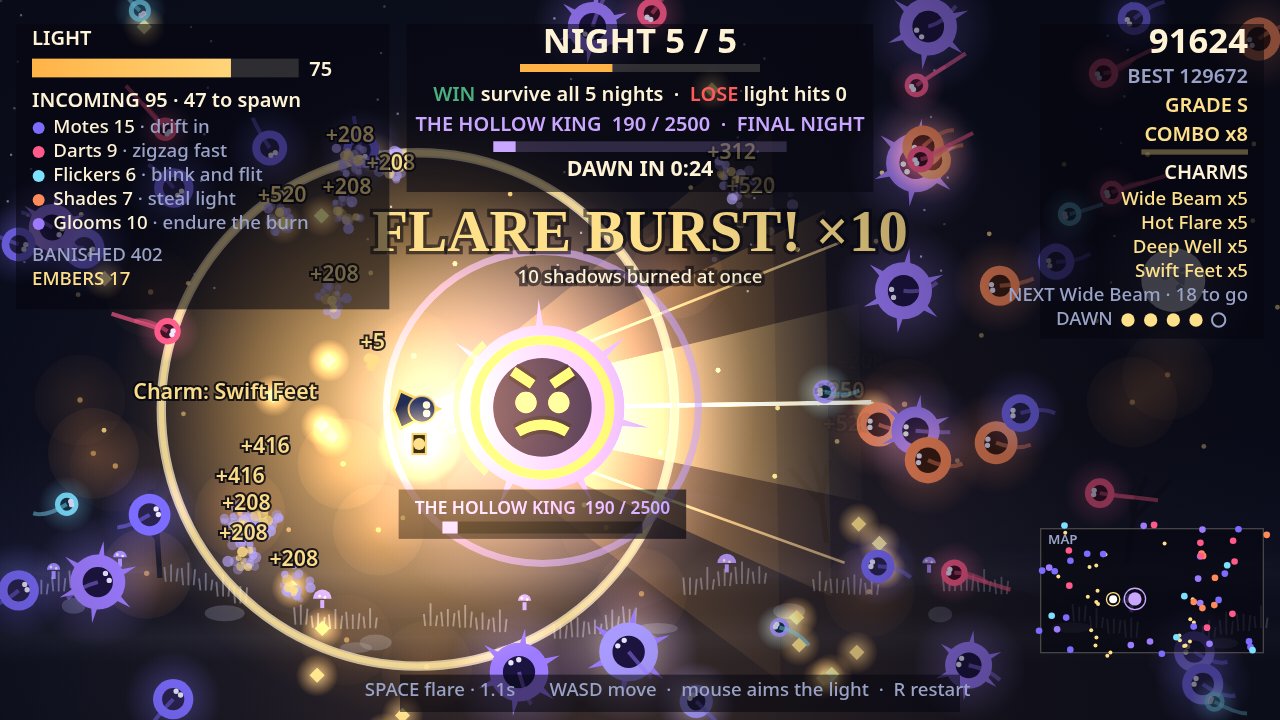 LIGHT
75
INCOMING 95 · 47 to spawn
Motes 15 · drift in
Darts 9 · zigzag fast
Flickers 6 · blink and flit
Shades 7 · steal light
Glooms 10 · endure the burn
BANISHED 402
EMBERS 17
NIGHT 5 / 5
WIN survive all 5 nights · LOSE light hits 0
THE HOLLOW KING 190 / 2500 · FINAL NIGHT
DAWN IN 0:24
91624
BEST 129672
GRADE S
COMBO x8
CHARMS
Wide Beam x5
Hot Flare x5
Deep Well x5
Swift Feet x5
NEXT Wide Beam · 18 to go
DAWN
+208
+208
+312
+208
+520
+520
FLARE BURST! ×10
10 shadows burned at once
+208
+5
Charm: Swift Feet
+416
+416
+208
+208
+208
THE HOLLOW KING 190 / 2500
MAP
SPACE flare · 1.1s WASD move · mouse aims the light · R restart